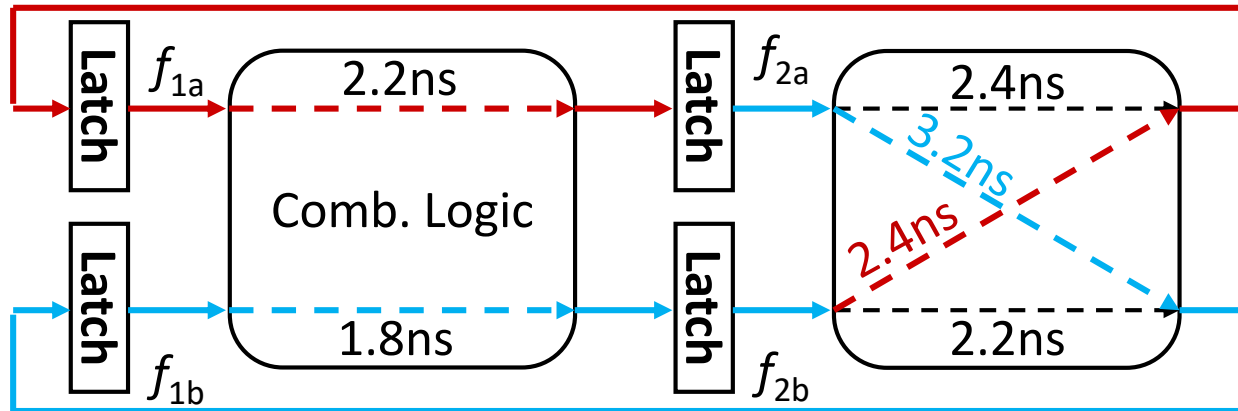 Latch
f1a
2.2ns
Latch
f2a
2.4ns
3.2ns
Comb. Logic
2.4ns
Latch
f1b
1.8ns
Latch
f2b
2.2ns